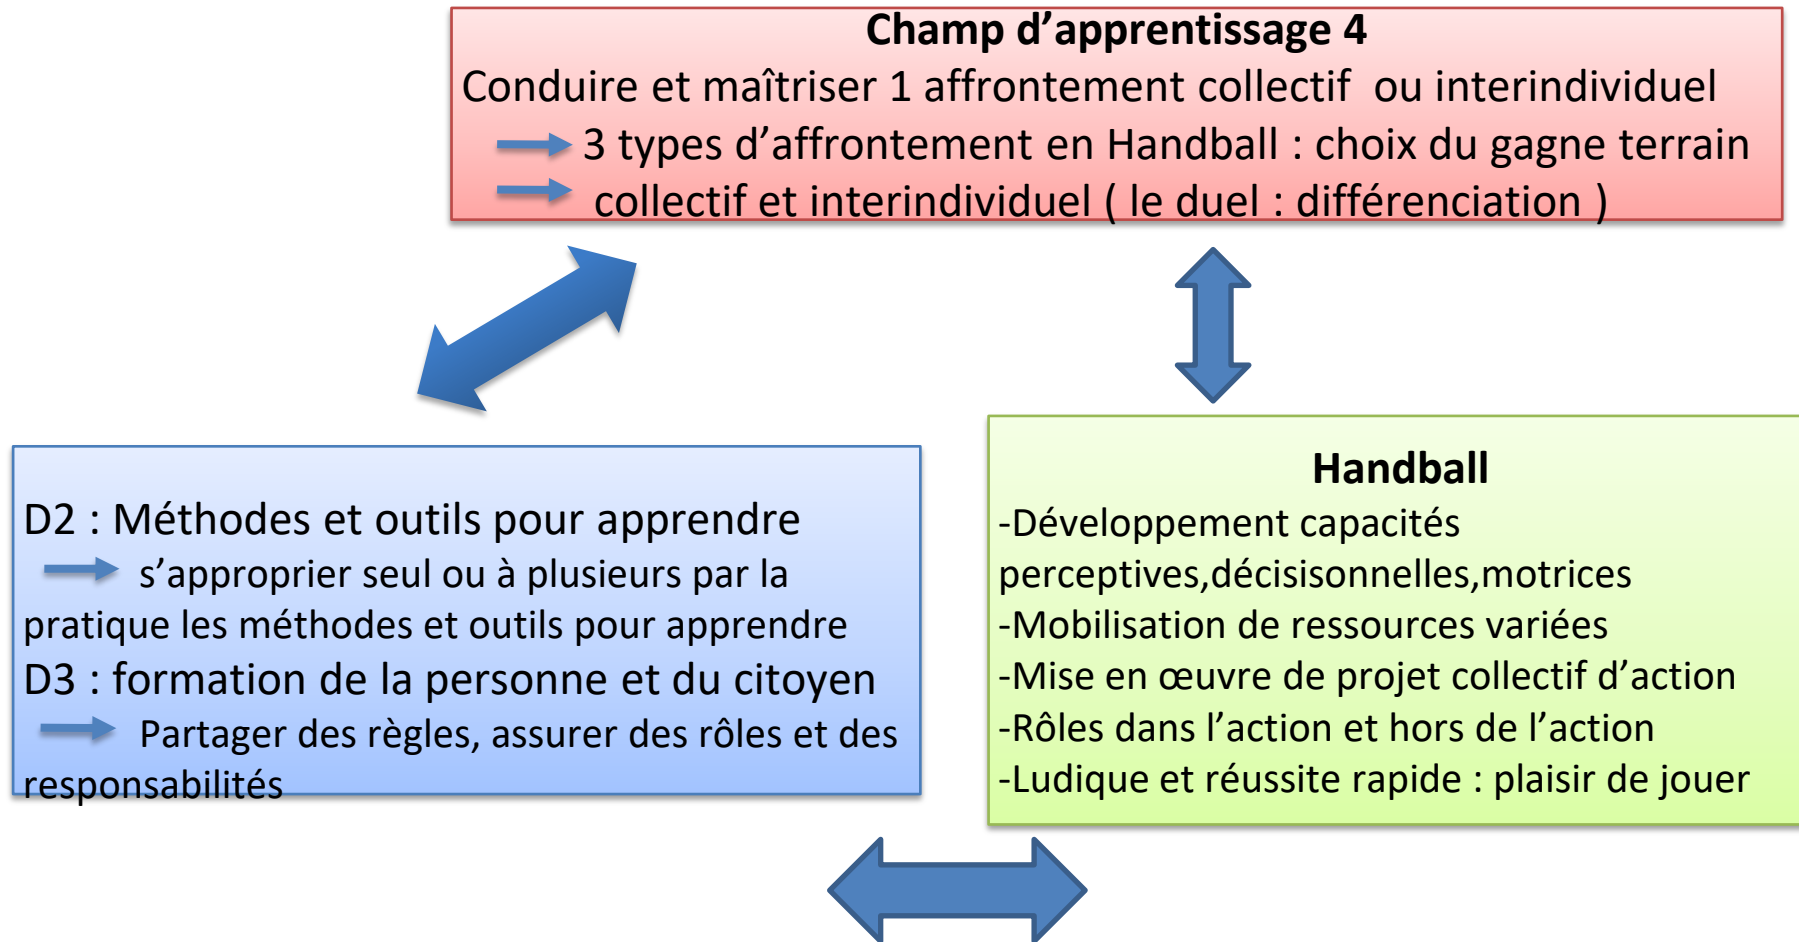 Champ d’apprentissage 4
Conduire et maîtriser 1 affrontement collectif ou interindividuel
3 types d’affrontement en Handball : choix du gagne terrain
collectif et interindividuel ( le duel : différenciation )
D2 : Méthodes et outils pour apprendre
s’approprier seul ou à plusieurs par la
pratique les méthodes et outils pour apprendre
D3 : formation de la personne et du citoyen
Partager des règles, assurer des rôles et des
responsabilités
Handball
-Développement capacités
perceptives,décisisonnelles,motrices
-Mobilisation de ressources variées
-Mise en œuvre de projet collectif d’action
-Rôles dans l’action et hors de l’action
-Ludique et réussite rapide : plaisir de jouer